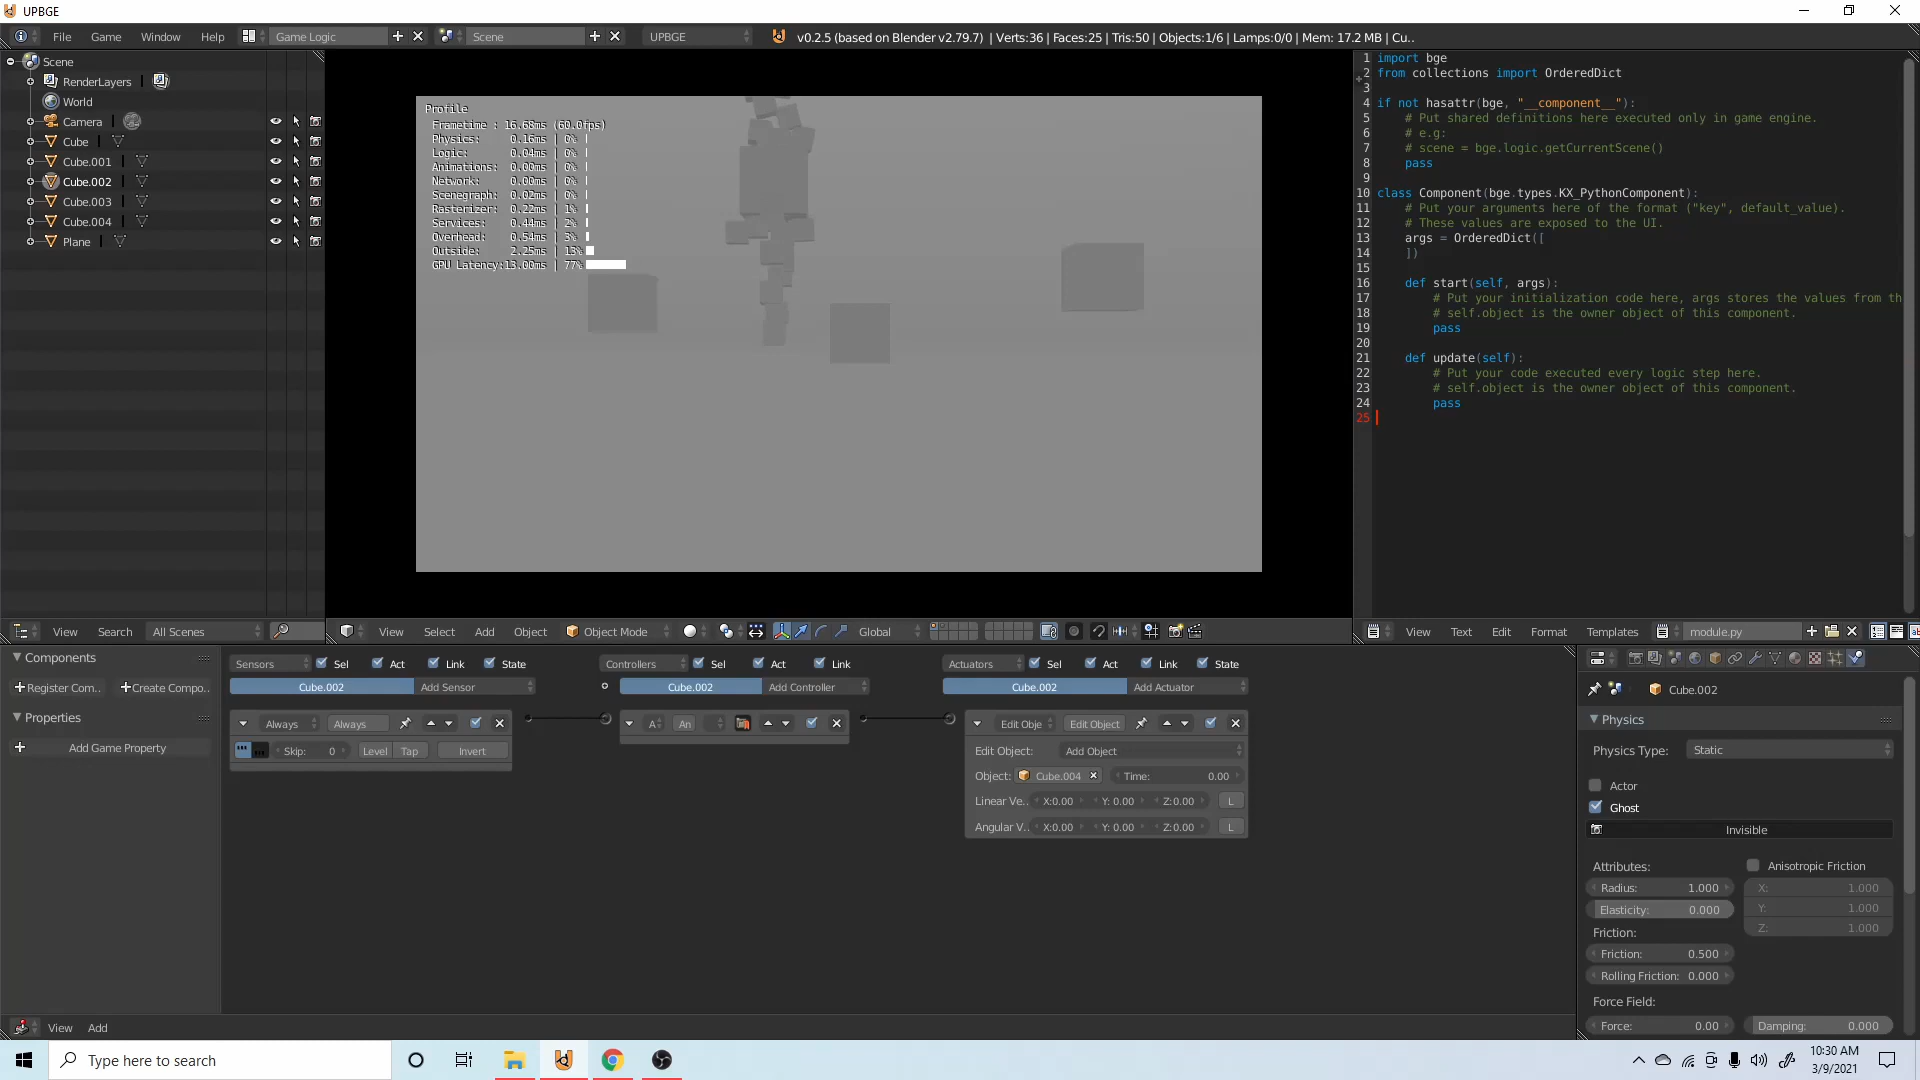 UPBGE
File Game Window Help Game Logic Scene UPBGE v0.2.5 (based on Blender v2.79.7) | Verts:36 | Faces:25 | Tris:50 | Objects:1/6 | Lamps:0/0 | Mem: 17.2 MB | Cu..
Scene
RenderLayers
World
Camera
Cube
Cube.001
Cube.002
Cube.003
Cube.004
Plane
View Search All Scenes
Profile
Frametime : 16.68ms (60.0fps)
Physics: 0.16ms | 0%
Logic: 0.04ms | 0%
Animations: 0.00ms | 0%
Network: 0.00ms | 0%
Scenegraph: 0.02ms | 0%
Rasterizer: 0.22ms | 1%
Services: 0.44ms | 2%
Overhead: 0.54ms | 3%
Outside: 2.25ms | 13%
GPU Latency:13.00ms | 77%
View Select Add Object Object Mode Global
1 import bge
2 from collections import OrderedDict
3
4 if not hasattr(bge, "__component__"):
5 # Put shared definitions here executed only in game engine.
6 # e.g:
7 # scene = bge.logic.getCurrentScene()
8 pass
9
10 class Component(bge.types.KX_PythonComponent):
11 # Put your arguments here of the format ("key", default_value).
12 # These values are exposed to the UI.
13 args = OrderedDict([
14 ])
15
16 def start(self, args):
17 # Put your initialization code here, args stores the values from th
18 # self.object is the owner object of this component.
19 pass
20
21 def update(self):
22 # Put your code executed every logic step here.
23 # self.object is the owner object of this component.
24 pass
25
View Text Edit Format Templates module.py
Components
Register Com.. Create Compo..
Properties
Add Game Property
Sensors Sel Act Link State
Cube.002 Add Sensor
Always Always
Skip: 0 Level Tap Invert
Controllers Sel Act Link
Cube.002 Add Controller
A An
Actuators Sel Act Link State
Cube.002 Add Actuator
Edit Obje Edit Object
Edit Object: Add Object
Object: Cube.004 Time: 0.00
Linear Ve.. X:0.00 Y: 0.00 Z:0.00 L
Angular V.. X:0.00 Y: 0.00 Z:0.00 L
View Add
Cube.002
Physics
Physics Type: Static
Actor
Ghost
Invisible
Attributes: Anisotropic Friction
Radius: 1.000 X: 1.000
Elasticity: 0.000 Y: 1.000
Z: 1.000
Friction:
Friction: 0.500
Rolling Friction: 0.000
Force Field:
Force: 0.00 Damping: 0.000
Type here to search
10:30 AM
3/9/2021